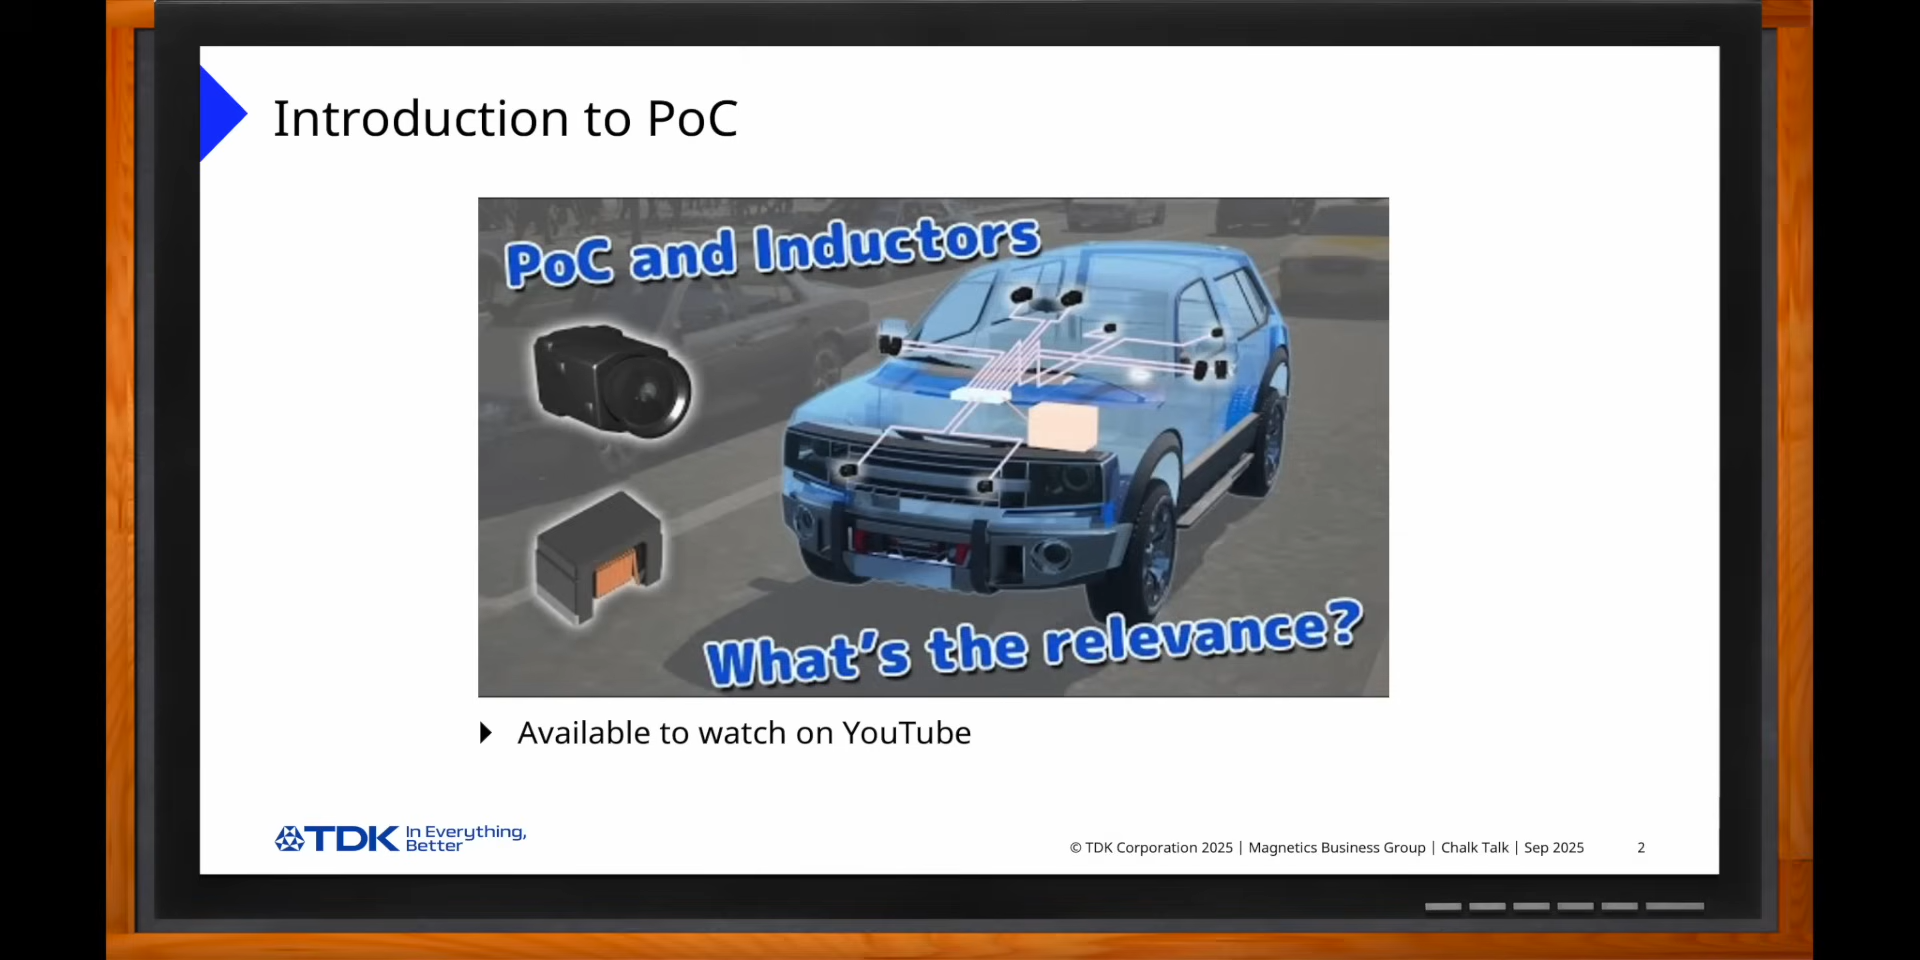 Introduction to PoC
PoC and Inductors
What's the relevance?
Available to watch on YouTube
TDK
In Everything,
Better
© TDK Corporation 2025 | Magnetics Business Group | Chalk Talk | Sep 2025
2